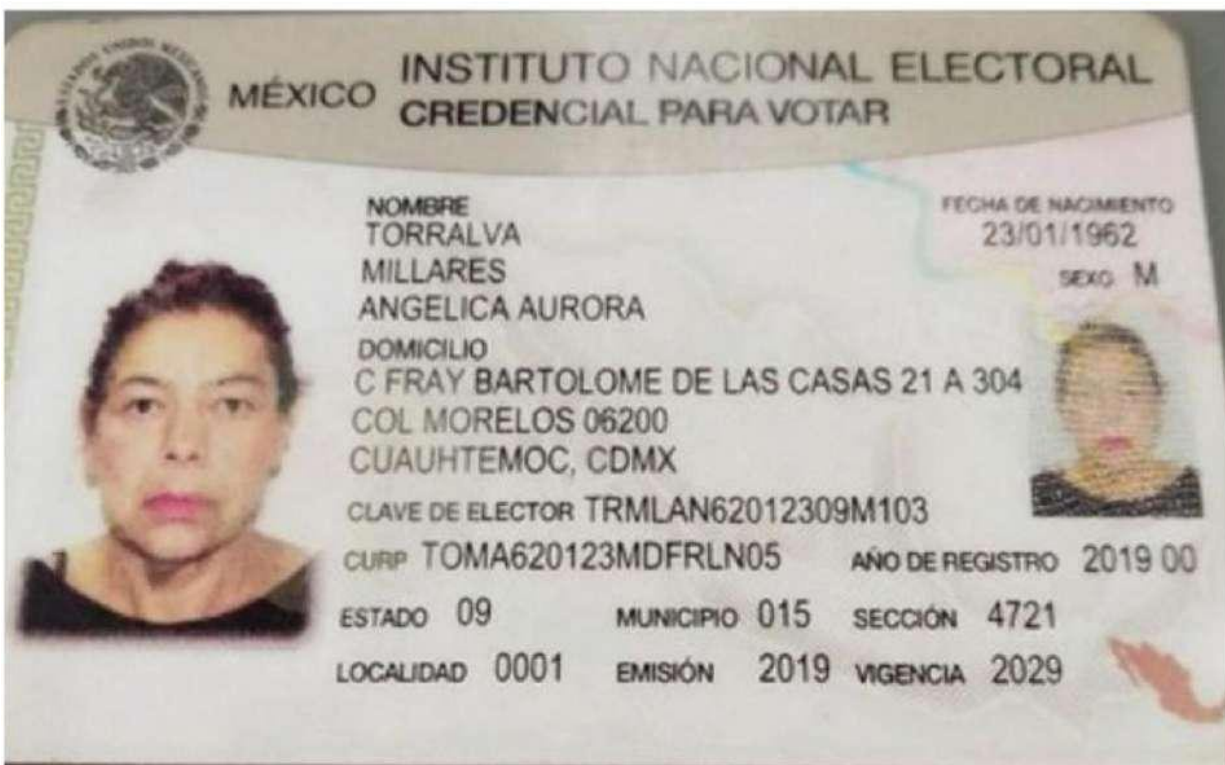 MÉXICO
INSTITUTO NACIONAL ELECTORAL
CREDENCIAL PARA VOTAR
NOMBRE
TORRALVA
MILLARES
ANGELICA AURORA
FECHA DE NACIMIENTO
23/01/1962
SEXO M
DOMICILIO
C FRAY BARTOLOME DE LAS CASAS 21 A 304
COL MORELOS 06200
CUAUHTEMOC, CDMX
CLAVE DE ELECTOR TRMLAN62012309M103
CURP TOMA620123MDFRLN05 AÑO DE REGISTRO 2019 00
ESTADO 09 MUNICIPIO 015 SECCIÓN 4721
LOCALIDAD 0001 EMISIÓN 2019 VIGENCIA 2029